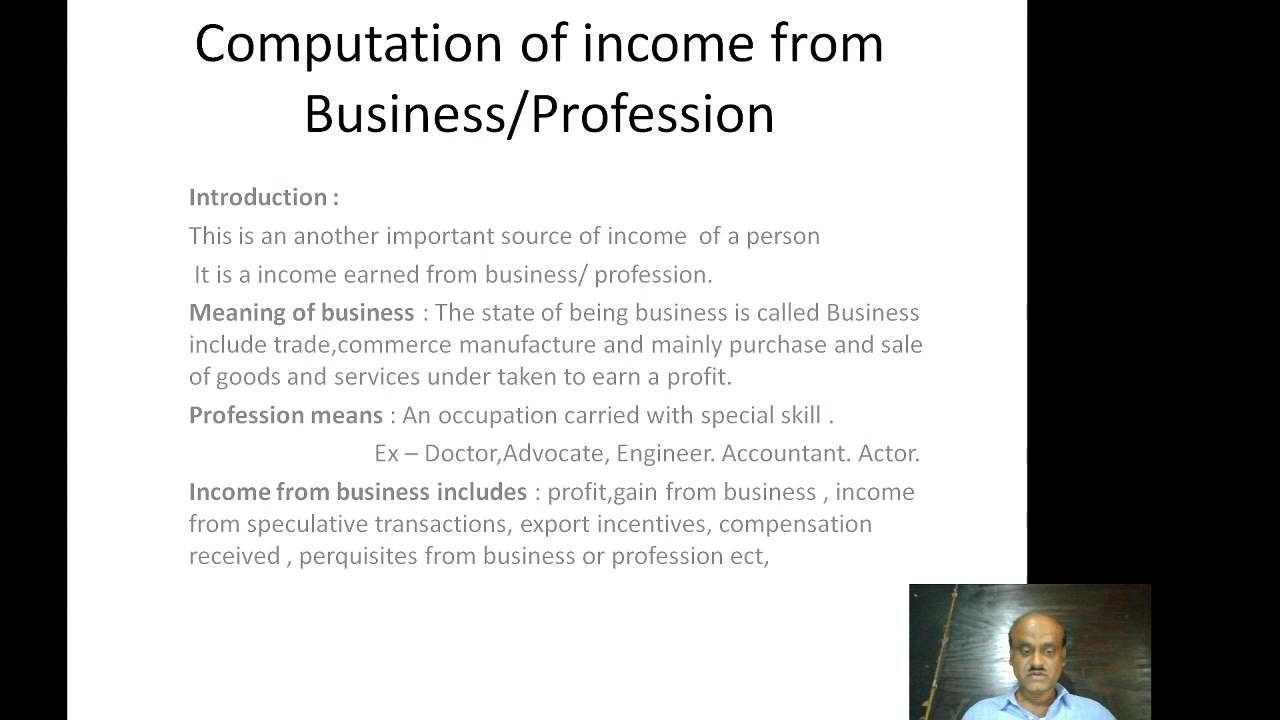 Computation of income from
Business/Profession
Introduction :
This is an another important source of income  of a person
It is a income earned from business/ profession.
Meaning of business : The state of being business is called Business
include trade,commerce manufacture and mainly purchase and sale
of goods and services under taken to earn a profit.
Profession means : An occupation carried with special skill .
Ex – Doctor,Advocate, Engineer. Accountant. Actor.
Income from business includes : profit,gain from business , income
from speculative transactions, export incentives, compensation
received , perquisites from business or profession ect,